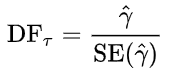 DF_τ = γ̂ / SE(γ̂)